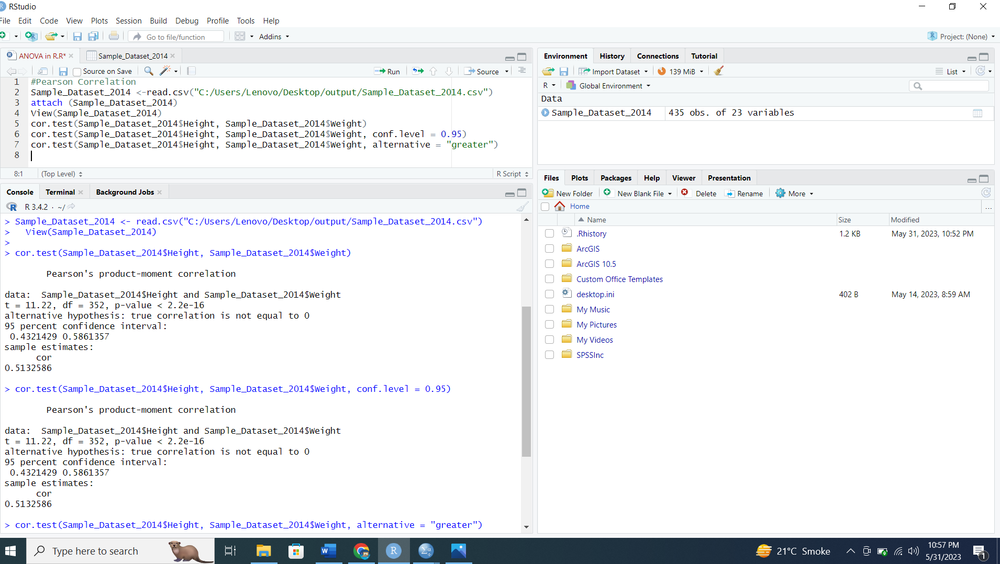 RStudio
File Edit Code View Plots Session Build Debug Profile Tools Help
Go to file/function Addins Project: (None)
ANOVA in R.R* Sample_Dataset_2014
Source on Save Run Source
1 #Pearson Correlation
2 Sample_Dataset_2014 <-read.csv("C:/Users/Lenovo/Desktop/output/Sample_Dataset_2014.csv")
3 attach (Sample_Dataset_2014)
4 View(Sample_Dataset_2014)
5 cor.test(Sample_Dataset_2014$Height, Sample_Dataset_2014$Weight)
6 cor.test(Sample_Dataset_2014$Height, Sample_Dataset_2014$Weight, conf.level = 0.95)
7 cor.test(Sample_Dataset_2014$Height, Sample_Dataset_2014$Weight, alternative = "greater")
8
8:1 (Top Level) R Script
Console Terminal Background Jobs
R 3.4.2 · ~/
> Sample_Dataset_2014 <- read.csv("C:/Users/Lenovo/Desktop/output/Sample_Dataset_2014.csv")
> View(Sample_Dataset_2014)
>
> cor.test(Sample_Dataset_2014$Height, Sample_Dataset_2014$Weight)
Pearson's product-moment correlation
data: Sample_Dataset_2014$Height and Sample_Dataset_2014$Weight
t = 11.22, df = 352, p-value < 2.2e-16
alternative hypothesis: true correlation is not equal to 0
95 percent confidence interval:
0.4321429 0.5861357
sample estimates:
cor
0.5132586
> cor.test(Sample_Dataset_2014$Height, Sample_Dataset_2014$Weight, conf.level = 0.95)
Pearson's product-moment correlation
data: Sample_Dataset_2014$Height and Sample_Dataset_2014$Weight
t = 11.22, df = 352, p-value < 2.2e-16
alternative hypothesis: true correlation is not equal to 0
95 percent confidence interval:
0.4321429 0.5861357
sample estimates:
cor
0.5132586
> cor.test(Sample_Dataset_2014$Height, Sample_Dataset_2014$Weight, alternative = "greater")
Environment History Connections Tutorial
Import Dataset 139 MiB List
R Global Environment
Data
Sample_Dataset_2014 435 obs. of 23 variables
Files Plots Packages Help Viewer Presentation
New Folder New Blank File Delete Rename More
Home ...
Name Size Modified
.Rhistory 1.2 KB May 31, 2023, 10:52 PM
ArcGIS
ArcGIS 10.5
Custom Office Templates
desktop.ini 402 B May 14, 2023, 8:59 AM
My Music
My Pictures
My Videos
SPSSInc
Type here to search
21°C Smoke
10:57 PM
5/31/2023
1